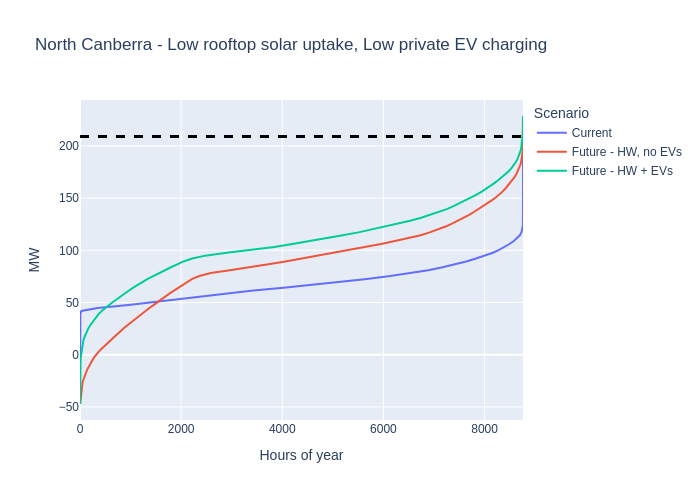 North Canberra - Low rooftop solar uptake, Low private EV charging
Scenario
Current
Future - HW, no EVs
Future - HW + EVs
MW
200
150
100
50
0
−50
0 2000 4000 6000 8000
Hours of year